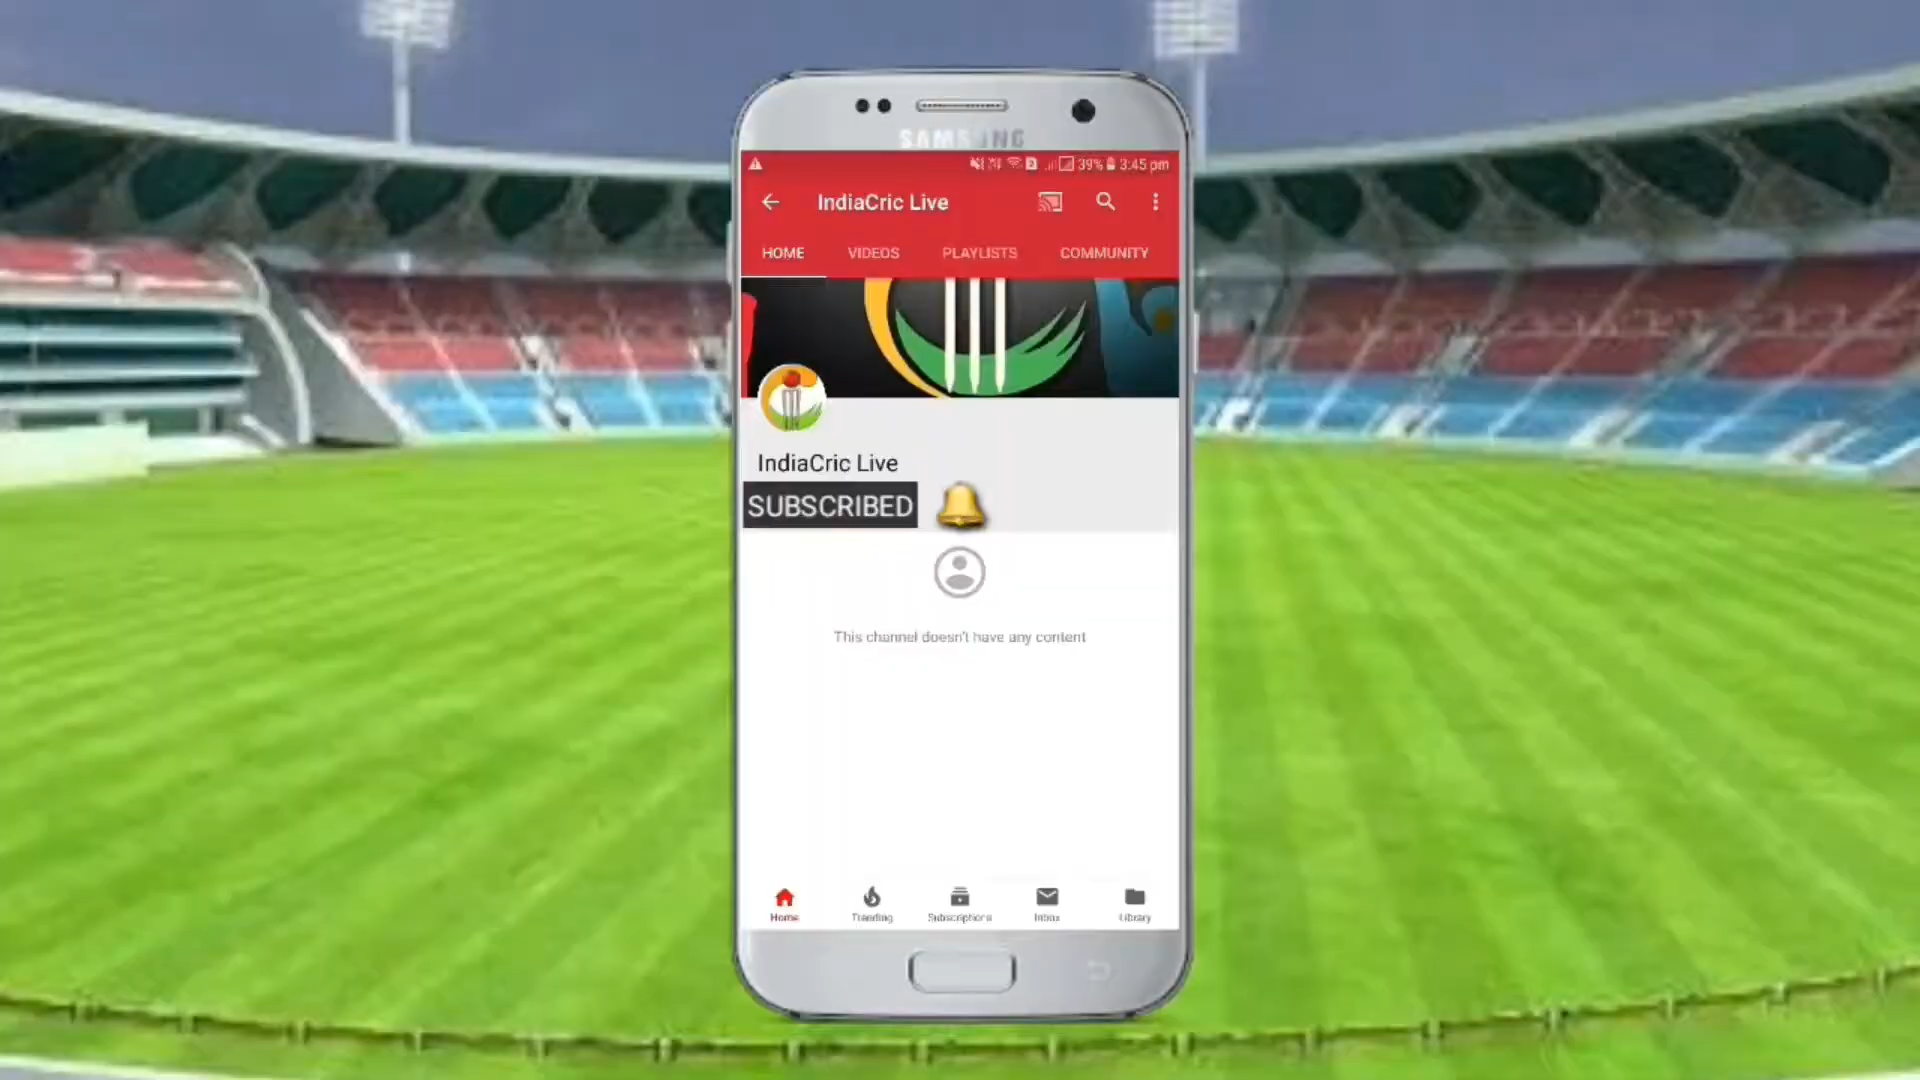 SAMSUNG
39% 3:45 pm
IndiaCric Live
HOME VIDEOS PLAYLISTS COMMUNITY
IndiaCric Live
SUBSCRIBED
This channel doesn't have any content
Home Trending Subscriptions Inbox Library